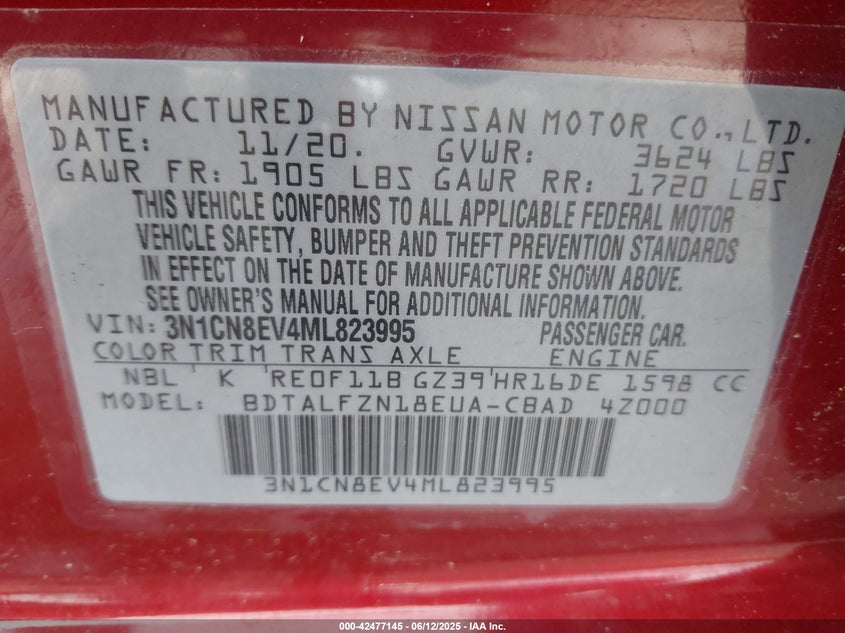 MANUFACTURED BY NISSAN MOTOR CO., LTD.
DATE: 11/20. GVWR: 3624 LBS
GAWR FR: 1905 LBS GAWR RR: 1720 LBS
THIS VEHICLE CONFORMS TO ALL APPLICABLE FEDERAL MOTOR
VEHICLE SAFETY, BUMPER AND THEFT PREVENTION STANDARDS
IN EFFECT ON THE DATE OF MANUFACTURE SHOWN ABOVE.
SEE OWNER'S MANUAL FOR ADDITIONAL INFORMATION.
VIN: 3N1CN8EV4ML823995 PASSENGER CAR.
COLOR TRIM TRANS AXLE ENGINE
NBL ' K 'RE0F11B GZ39'HR16DE 1598 CC
MODEL: BDTALFZN18EUA-CBAD 4Z000
3N1CN8EV4ML823995
000-42477145 - 06/12/2025 - IAA Inc.